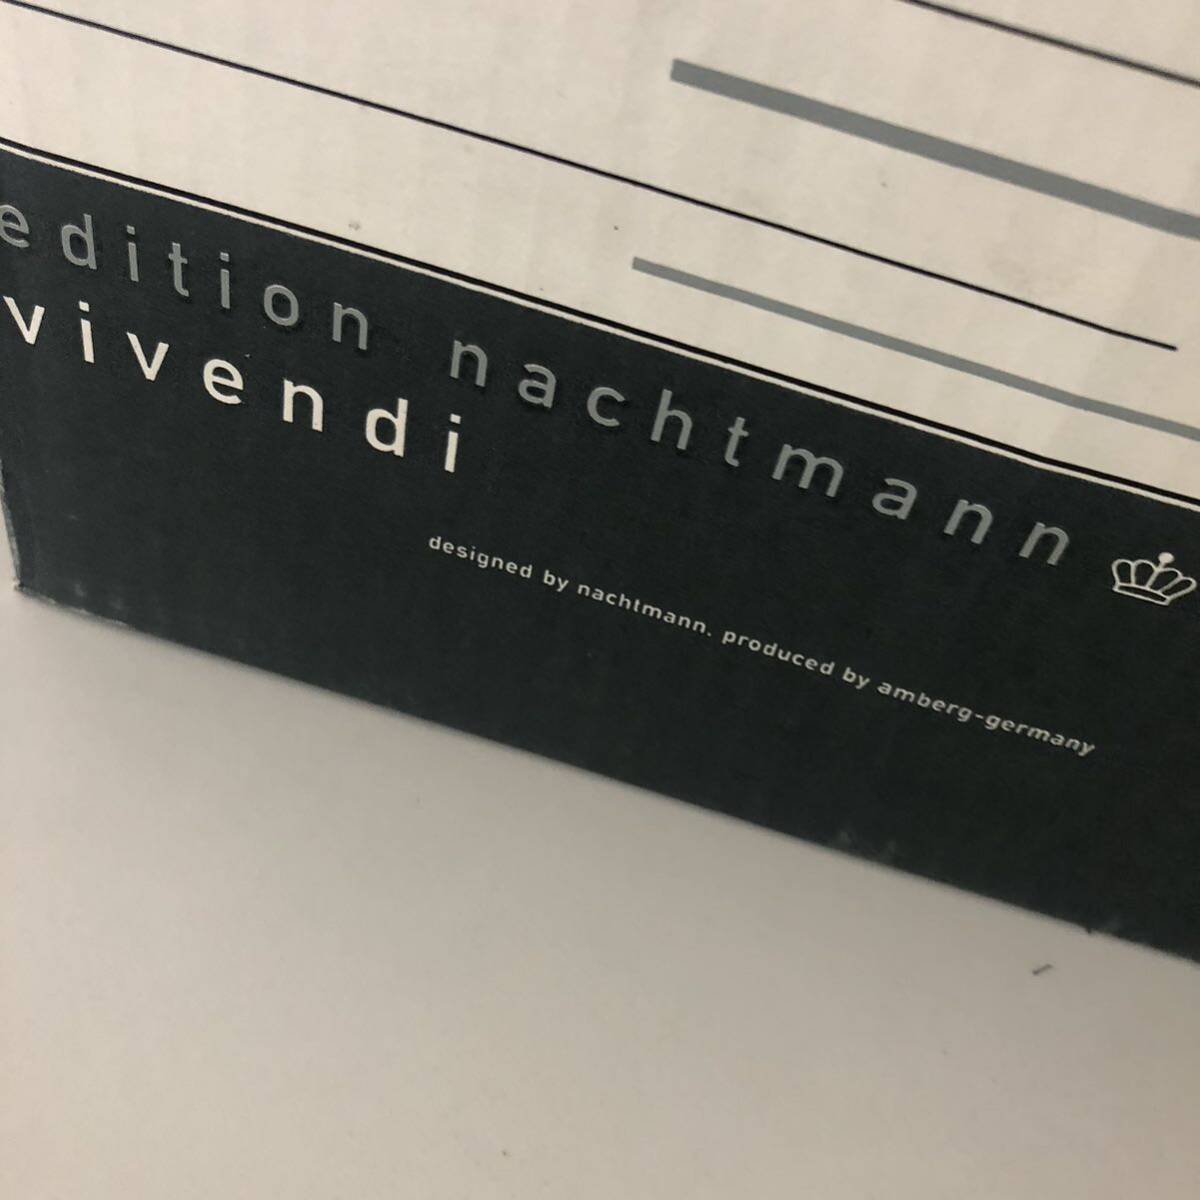 edition nachtmann
vivendi
designed by nachtmann. produced by amberg-germany